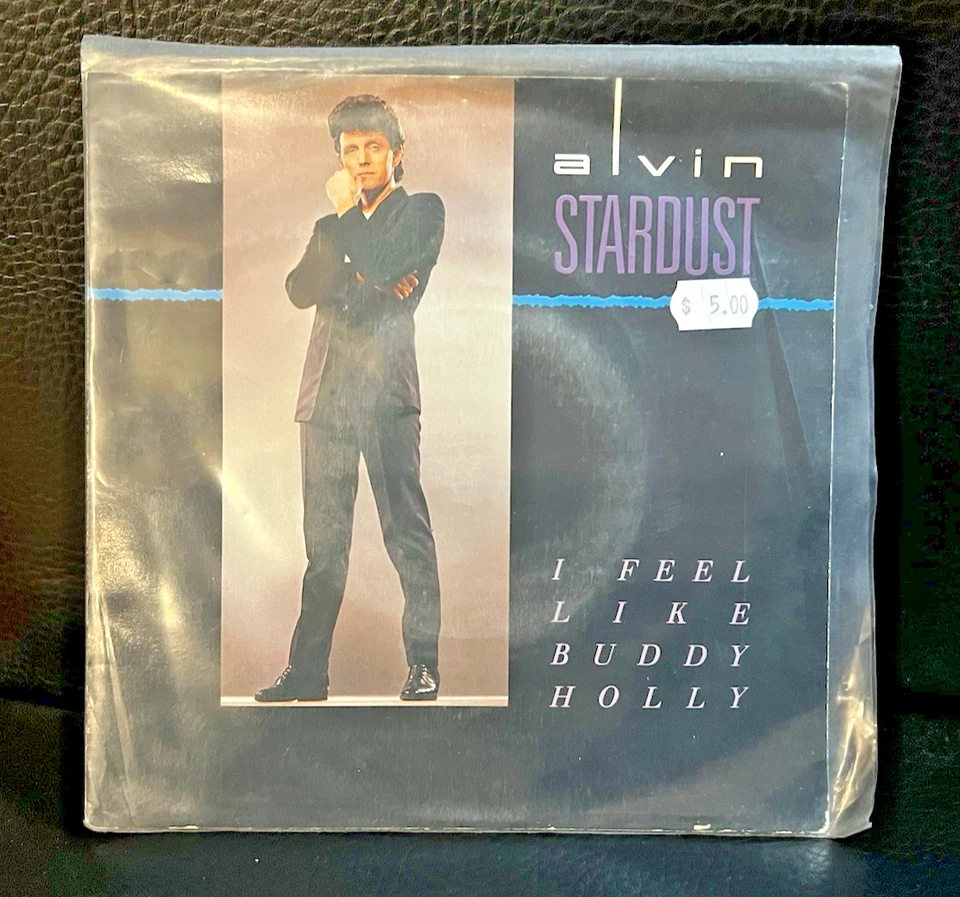 alvin
STARDUST
$ 5.00
I FEEL
LIKE
BUDDY
HOLLY